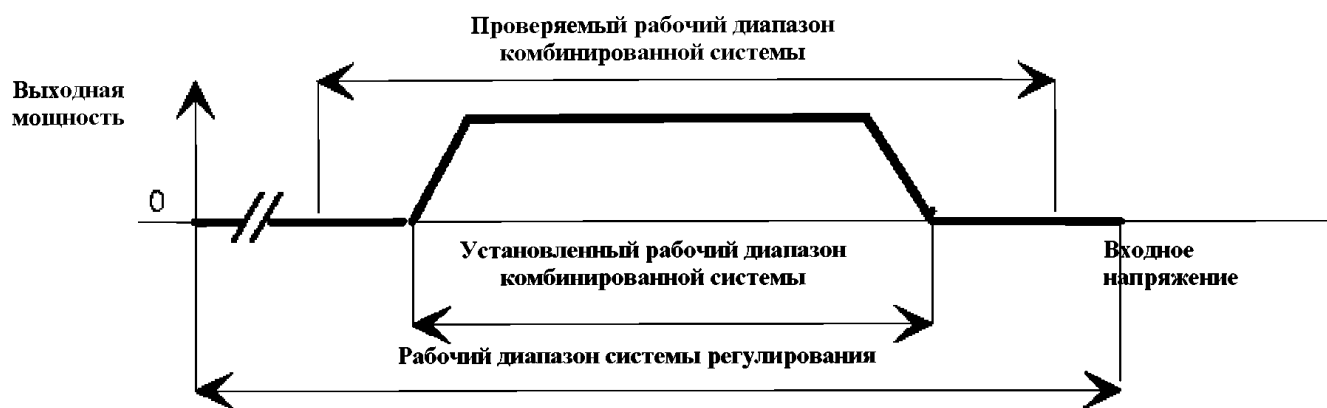 Проверяемый рабочий диапазон
комбинированной системы
Выходная
мощность
0
Установленный рабочий диапазон
комбинированной системы
Входное
напряжение
Рабочий диапазон системы регулирования